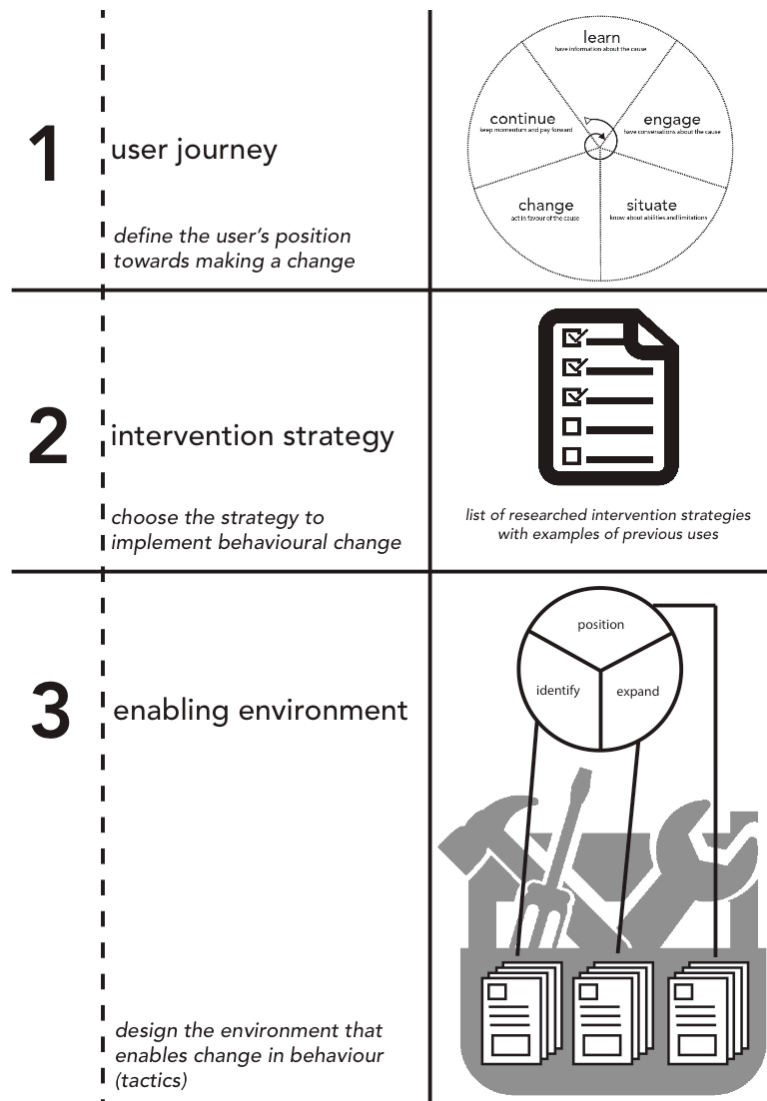 1
user journey
define the user's position
towards making a change
learn
have information about the cause
continue
keep momentum and pay forward
engage
have conversations about the cause
change
act in favour of the cause
situate
know about abilities and limitations
2
intervention strategy
choose the strategy to
implement behavioural change
list of researched intervention strategies
with examples of previous uses
3
enabling environment
design the environment that
enables change in behaviour
(tactics)
position
identify
expand